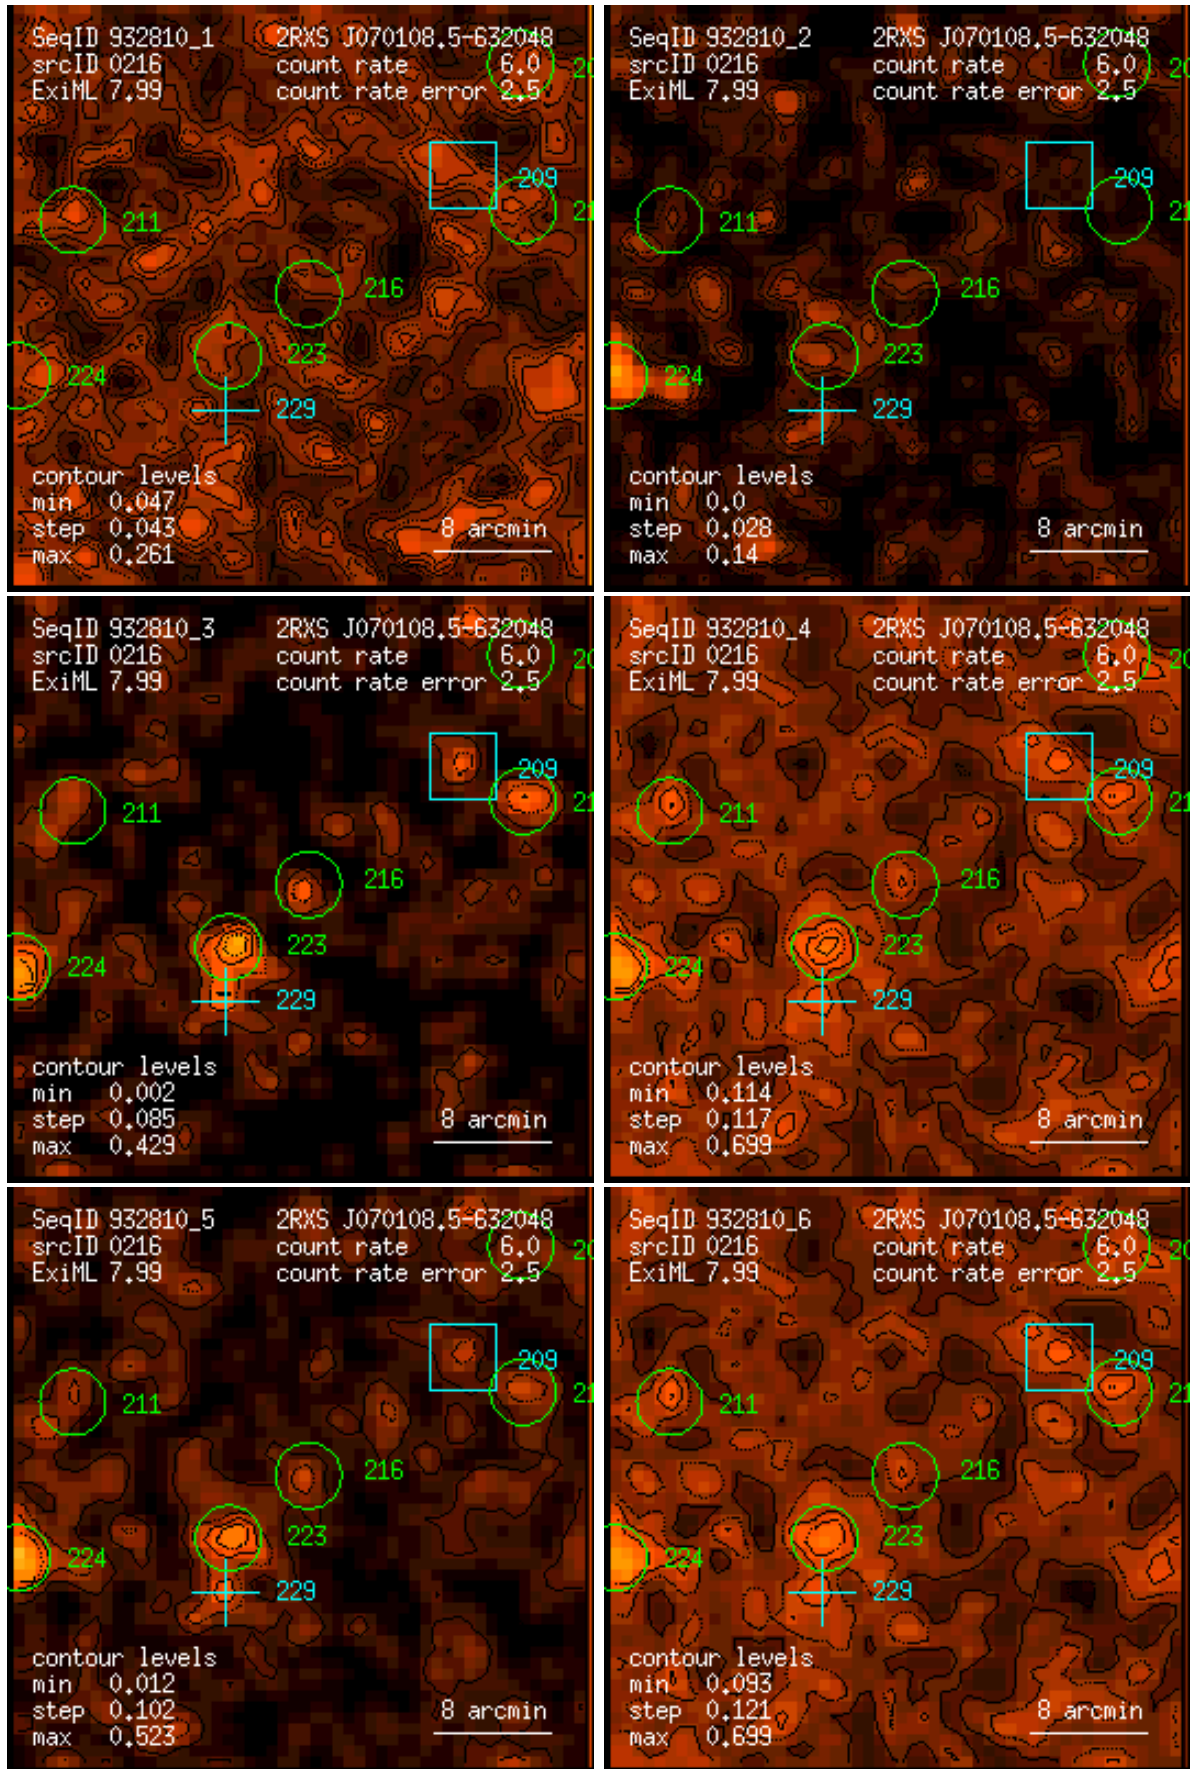 SeqID 932810_1 2RXS J070108.5-632048
srcID 0216 count rate 6.0 20
ExiML 7.99 count rate error 2.5
209
211 21
216
223
224
229
contour levels
min 0.047
step 0.043 8 arcmin
max 0.261
SeqID 932810_2 2RXS J070108.5-632048
srcID 0216 count rate 6.0 20
ExiML 7.99 count rate error 2.5
209
211 21
216
223
224
229
contour levels
min 0.0
step 0.028 8 arcmin
max 0.14
SeqID 932810_3 2RXS J070108.5-632048
srcID 0216 count rate 6.0 20
ExiML 7.99 count rate error 2.5
209
211 21
216
223
224
229
contour levels
min 0.002
step 0.085 8 arcmin
max 0.429
SeqID 932810_4 2RXS J070108.5-632048
srcID 0216 count rate 6.0 20
ExiML 7.99 count rate error 2.5
209
211 21
216
223
224
229
contour levels
min 0.114
step 0.117 8 arcmin
max 0.699
SeqID 932810_5 2RXS J070108.5-632048
srcID 0216 count rate 6.0 20
ExiML 7.99 count rate error 2.5
209
211 21
216
223
224
229
contour levels
min 0.012
step 0.102 8 arcmin
max 0.523
SeqID 932810_6 2RXS J070108.5-632048
srcID 0216 count rate 6.0 20
ExiML 7.99 count rate error 2.5
209
211 21
216
223
224
229
contour levels
min 0.093
step 0.121 8 arcmin
max 0.699